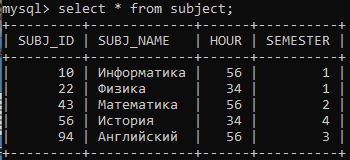 mysql> select * from subject;
+---------+------------+------+----------+
| SUBJ_ID | SUBJ_NAME | HOUR | SEMESTER |
+---------+------------+------+----------+
| 10 | Информатика | 56 | 1 |
| 22 | Физика | 34 | 1 |
| 43 | Математика | 56 | 2 |
| 56 | История | 34 | 4 |
| 94 | Английский | 56 | 3 |
+---------+------------+------+----------+